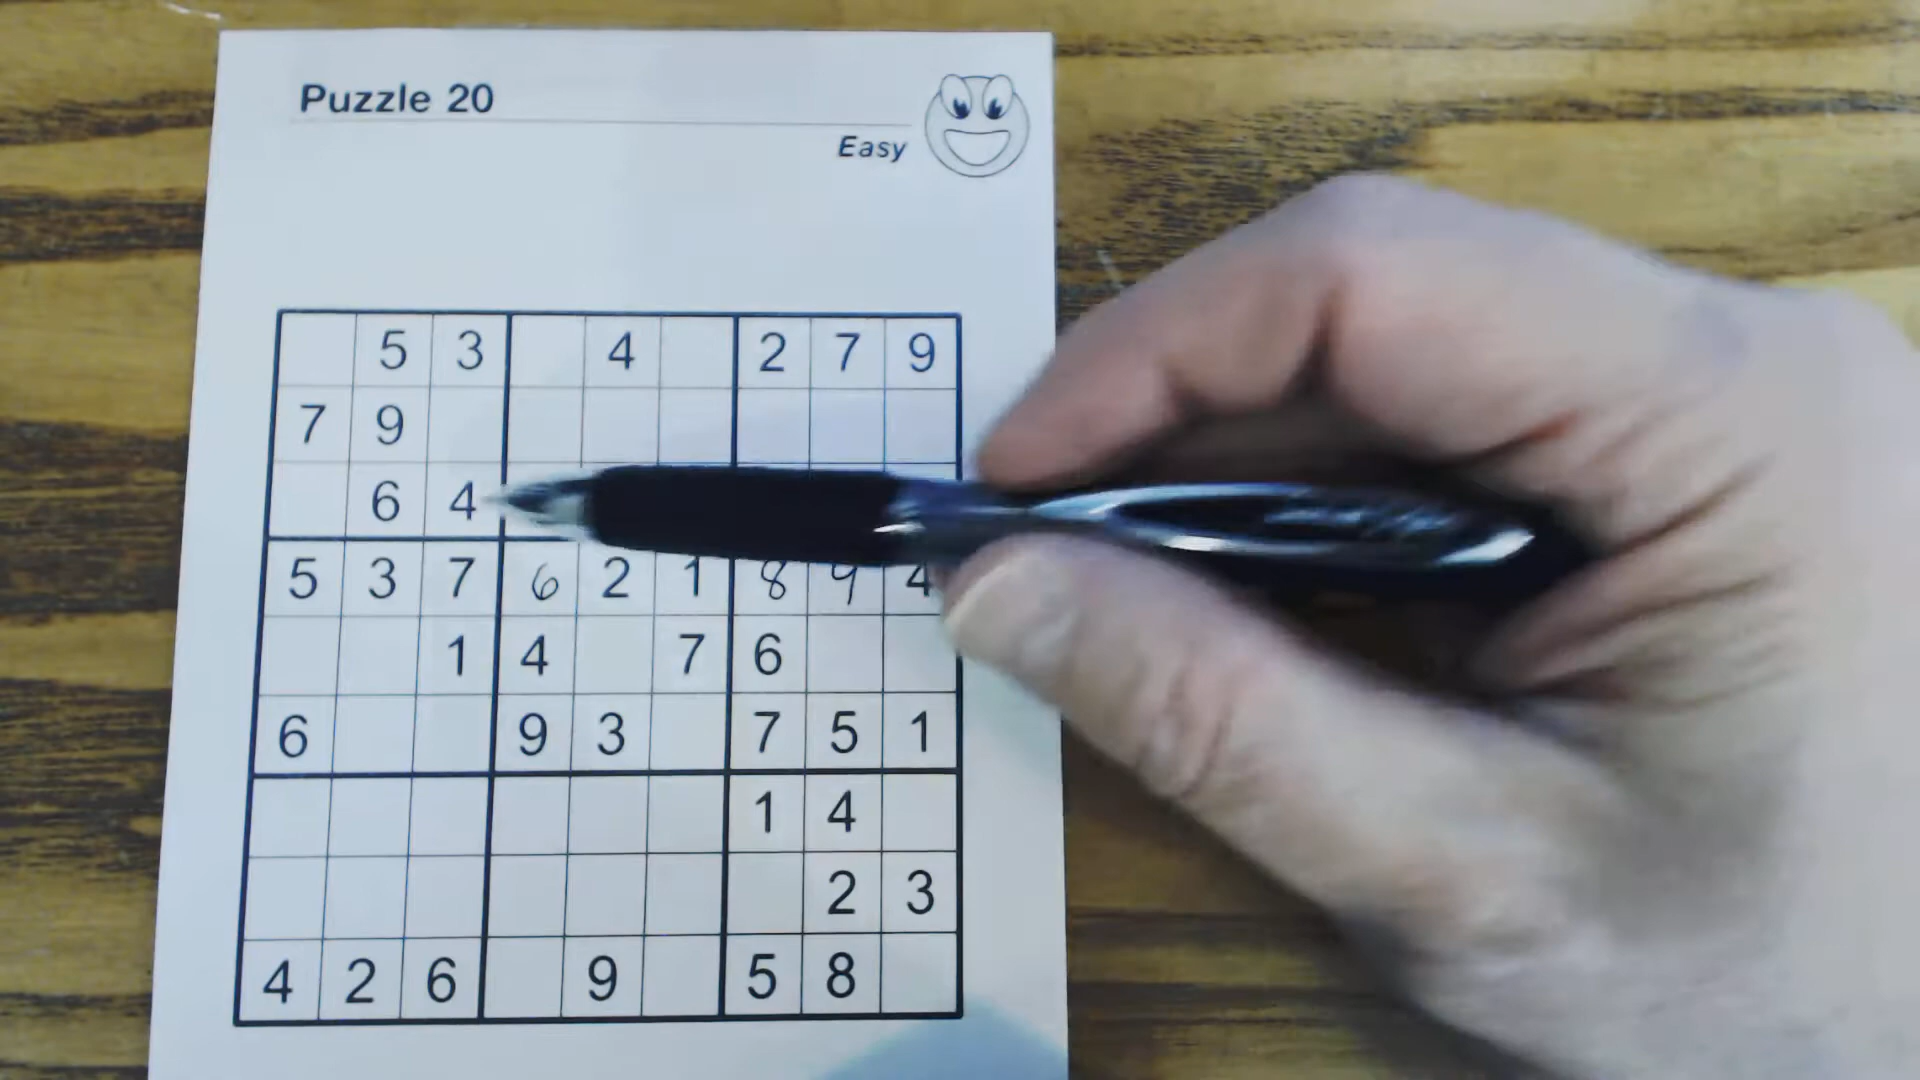 Puzzle 20
Easy
5 3 4 2 7 9
7 9
6 4
5 3 7 6 2 1 8 9 4
1 4 7 6
6 9 3 7 5 1
1 4
2 3
4 2 6 9 5 8